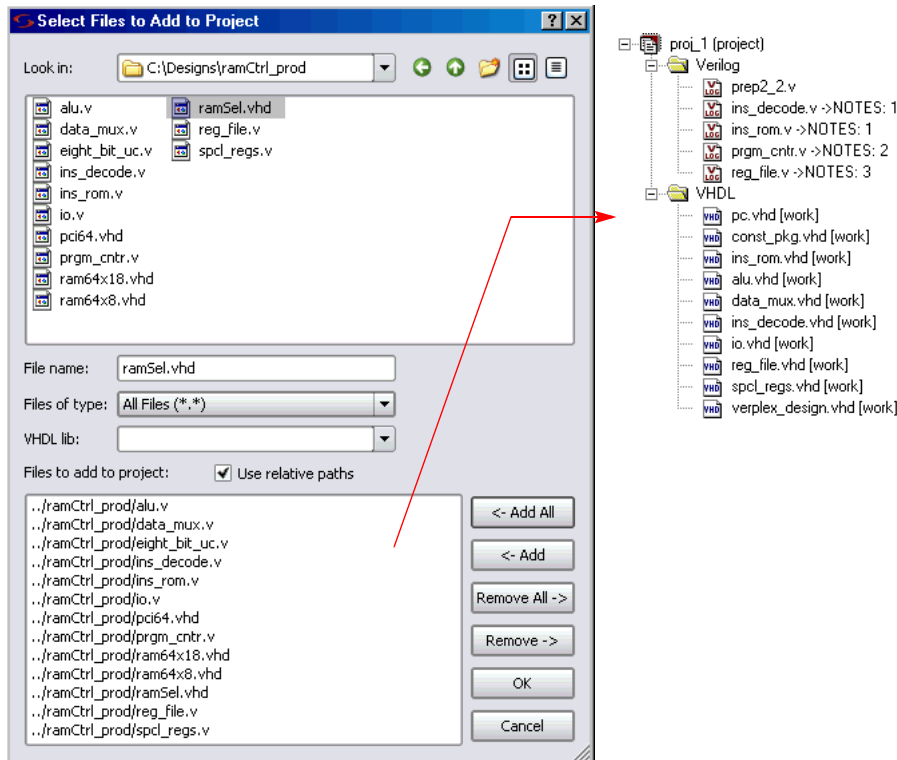 Select Files to Add to Project
Look in:
C:\Designs\ramCtrl_prod
alu.v
data_mux.v
eight_bit_uc.v
ins_decode.v
ins_rom.v
io.v
pci64.vhd
prgm_cntr.v
ram64x18.vhd
ram64x8.vhd
ramSel.vhd
reg_file.v
spcl_regs.v
File name:
ramSel.vhd
Files of type:
All Files (*.*)
VHDL lib:
Files to add to project:
Use relative paths
../ramCtrl_prod/alu.v
../ramCtrl_prod/data_mux.v
../ramCtrl_prod/eight_bit_uc.v
../ramCtrl_prod/ins_decode.v
../ramCtrl_prod/ins_rom.v
../ramCtrl_prod/io.v
../ramCtrl_prod/pci64.vhd
../ramCtrl_prod/prgm_cntr.v
../ramCtrl_prod/ram64x18.vhd
../ramCtrl_prod/ram64x8.vhd
../ramCtrl_prod/ramSel.vhd
../ramCtrl_prod/reg_file.v
../ramCtrl_prod/spcl_regs.v
<- Add All
<- Add
Remove All ->
Remove ->
OK
Cancel
proj_1 (project)
Verilog
prep2_2.v
ins_decode.v ->NOTES: 1
ins_rom.v ->NOTES: 1
prgm_cntr.v ->NOTES: 2
reg_file.v ->NOTES: 3
VHDL
pc.vhd [work]
const_pkg.vhd [work]
ins_rom.vhd [work]
alu.vhd [work]
data_mux.vhd [work]
ins_decode.vhd [work]
io.vhd [work]
reg_file.vhd [work]
spcl_regs.vhd [work]
verplex_design.vhd [work]